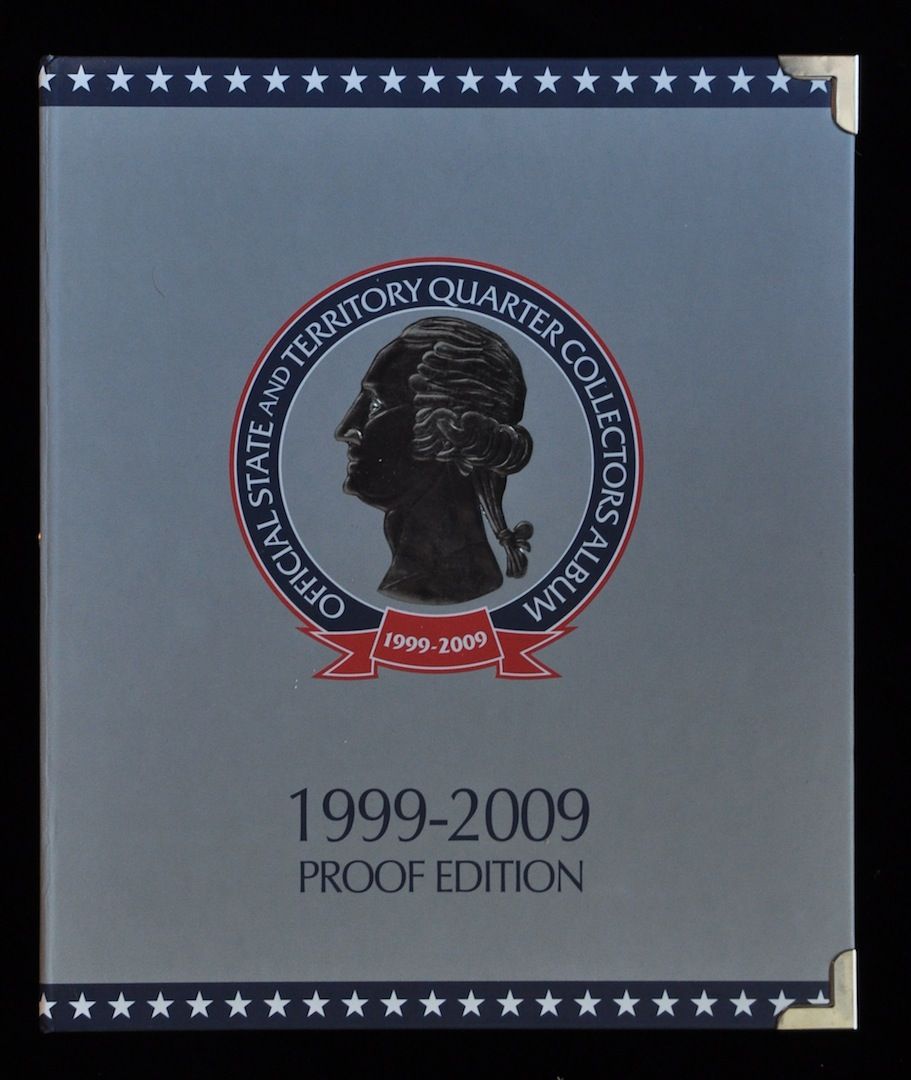 OFFICIAL STATE AND TERRITORY QUARTER COLLECTORS ALBUM
1999-2009
1999-2009
PROOF EDITION